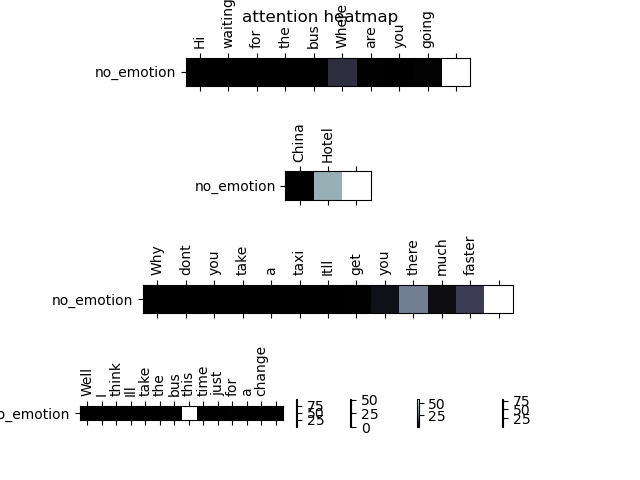 attention heatmap
Hi waiting for the bus Where are you going
no_emotion
China Hotel
no_emotion
Why dont you take a taxi Itll get you there much faster
no_emotion
Well I think Ill take the bus this time just for a change
o_emotion
75 50 25
50 25 0
50 25
75 50 25